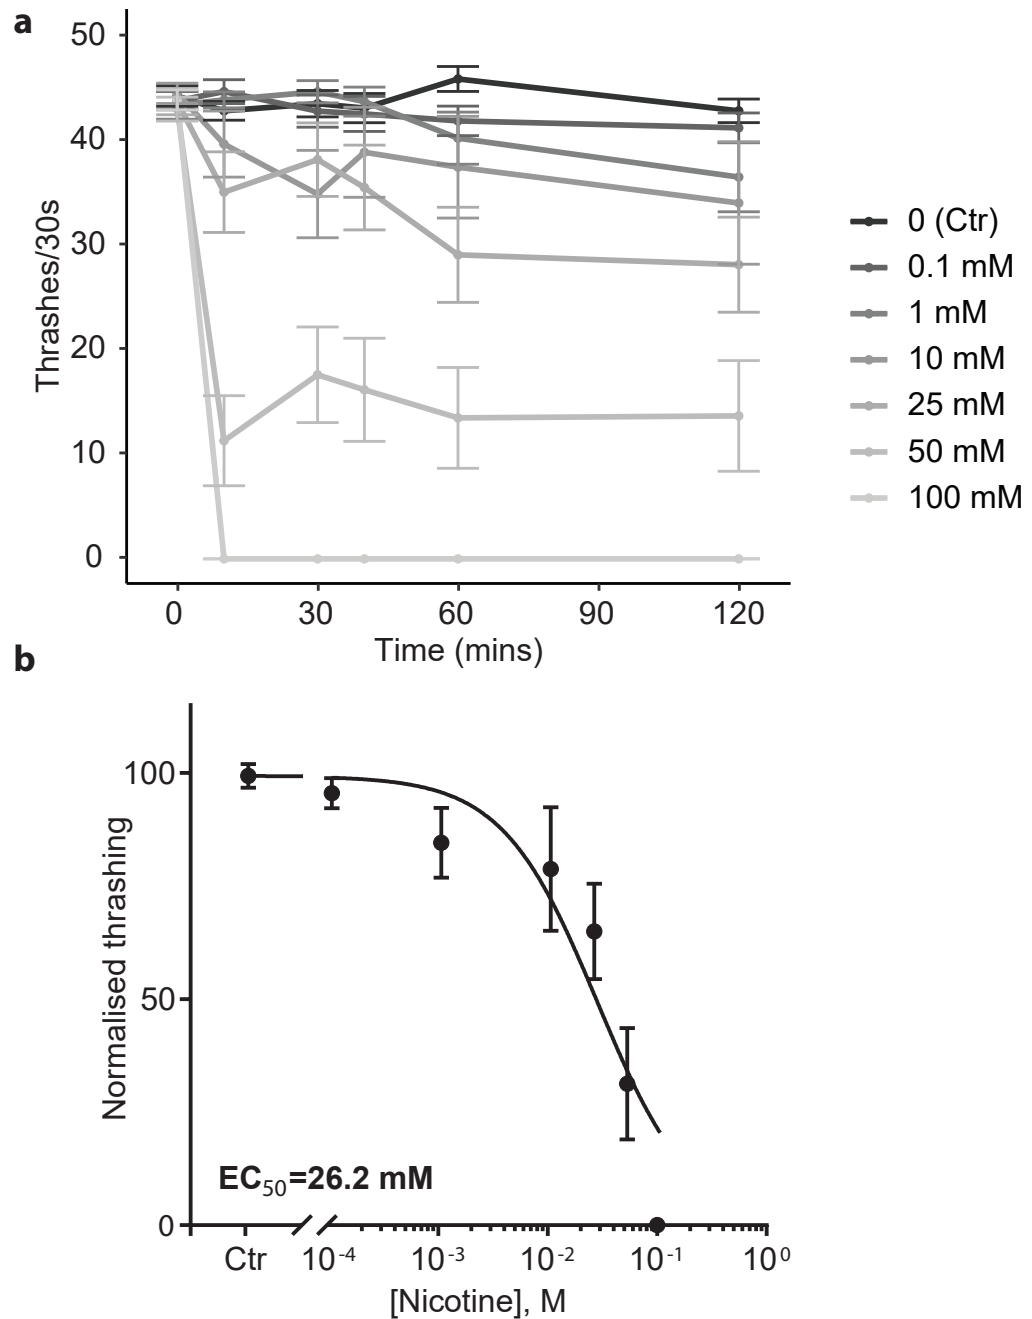 a
50
40
30
20
10
0
Thrashes/30s
0
30
60
90
120
Time (mins)
0 (Ctr)
0.1 mM
1 mM
10 mM
25 mM
50 mM
100 mM
b
100
50
0
Normalised thrashing
EC₅₀=26.2 mM
Ctr
10⁻⁴
10⁻³
10⁻²
10⁻¹
10⁰
[Nicotine], M